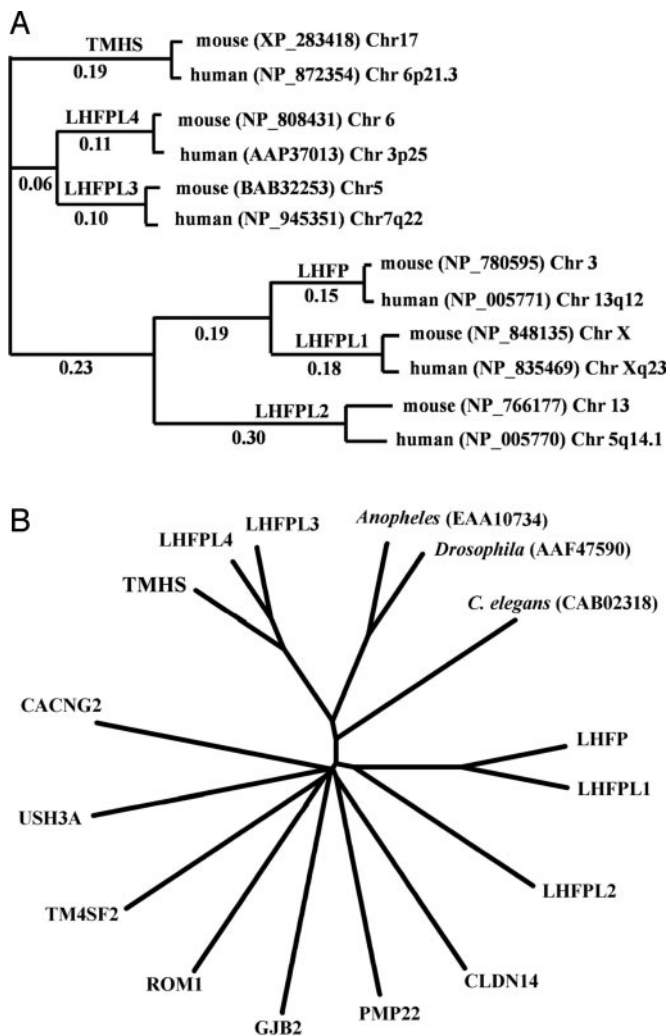 A
TMHS
mouse (XP_283418) Chr17
0.19
human (NP_872354) Chr 6p21.3
LHFPL4
mouse (NP_808431) Chr 6
0.11
human (AAP37013) Chr 3p25
0.06
LHFPL3
mouse (BAB32253) Chr5
0.10
human (NP_945351) Chr7q22
LHFP
mouse (NP_780595) Chr 3
0.15
human (NP_005771) Chr 13q12
0.19
LHFPL1
mouse (NP_848135) Chr X
0.18
human (NP_835469) Chr Xq23
0.23
LHFPL2
mouse (NP_766177) Chr 13
0.30
human (NP_005770) Chr 5q14.1
B
LHFPL3
Anopheles (EAA10734)
LHFPL4
Drosophila (AAF47590)
TMHS
C. elegans (CAB02318)
CACNG2
LHFP
LHFPL1
USH3A
LHFPL2
TM4SF2
CLDN14
ROM1
PMP22
GJB2